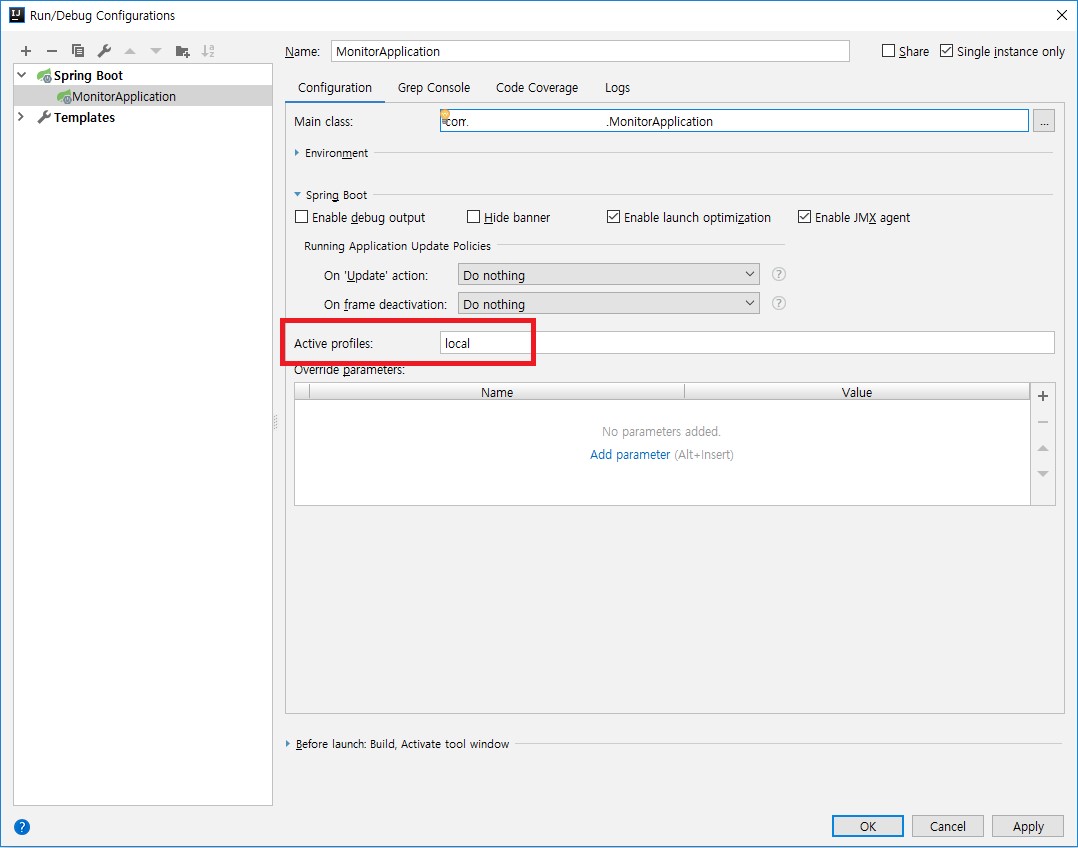 Run/Debug Configurations
Name: MonitorApplication Share Single instance only
Spring Boot
MonitorApplication
Templates
Configuration Grep Console Code Coverage Logs
Main class: com. .MonitorApplication ...
Environment
Spring Boot
Enable debug output Hide banner Enable launch optimization Enable JMX agent
Running Application Update Policies
On 'Update' action: Do nothing ?
On frame deactivation: Do nothing ?
Active profiles: local
Override parameters:
Name Value
No parameters added.
Add parameter (Alt+Insert)
Before launch: Build, Activate tool window
? OK Cancel Apply